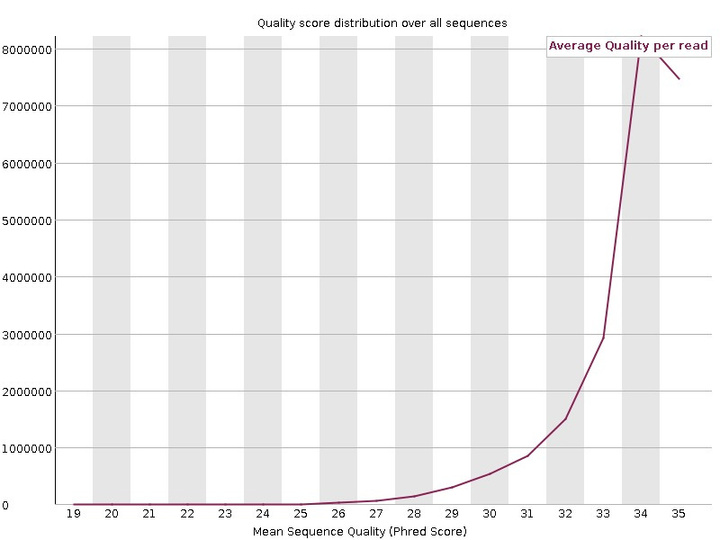 Quality score distribution over all sequences
Average Quality per read
8000000
7000000
6000000
5000000
4000000
3000000
2000000
1000000
0
19 20 21 22 23 24 25 26 27 28 29 30 31 32 33 34 35
Mean Sequence Quality (Phred Score)